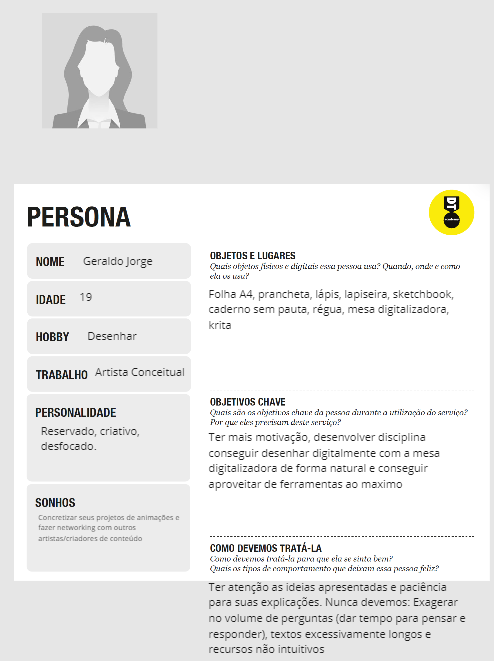 PERSONA
NOME Geraldo Jorge
IDADE 19
HOBBY Desenhar
TRABALHO Artista Conceitual
PERSONALIDADE
Reservado, criativo,
desfocado.
SONHOS
Concretizar seus projetos de animações e
fazer networking com outros
artistas/criadores de conteúdo
OBJETOS E LUGARES
Quais objetos físicos e digitais essa pessoa usa? Quando, onde e como
ela os usa?
Folha A4, prancheta, lápis, lapiseira, sketchbook,
caderno sem pauta, régua, mesa digitalizadora,
krita
OBJETIVOS CHAVE
Quais são os objetivos chave da pessoa durante a utilização do serviço?
Por que eles precisam deste serviço?
Ter mais motivação, desenvolver disciplina
conseguir desenhar digitalmente com a mesa
digitalizadora de forma natural e conseguir
aproveitar de ferramentas ao maximo
COMO DEVEMOS TRATÁ-LA
Como devemos tratá-la para que ela se sinta bem?
Quais os tipos de comportamento que deixam essa pessoa feliz?
Ter atenção as ideias apresentadas e paciência
para suas explicações. Nunca devemos: Exagerar
no volume de perguntas (dar tempo para pensar e
responder), textos excessivamente longos e
recursos não intuitivos